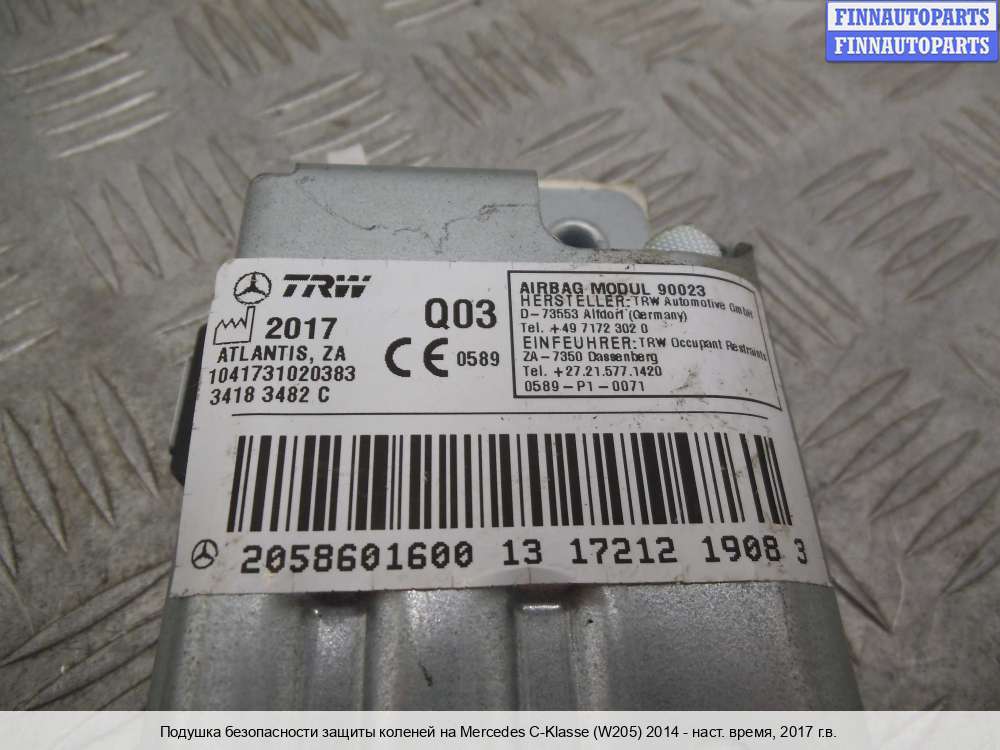 FINNAUTOPARTS
FINNAUTOPARTS
TRW
2017
ATLANTIS, ZA
1041731020383
3418 3482 C
Q03
CE 0589
AIRBAG MODUL 90023
HERSTELLER: TRW Automotive GmbH
D-73553 Alfdorf (Germany)
Tel. +49 7172 302 0
EINFEUHRER: TRW Occupant Restraints
ZA-7350 Dassenberg
Tel. +27.21.577.1420
0589-P1-0071
2058601600 13 17212 1908 3
Подушка безопасности защиты коленей на Mercedes C-Klasse (W205) 2014 - наст. время, 2017 г.в.